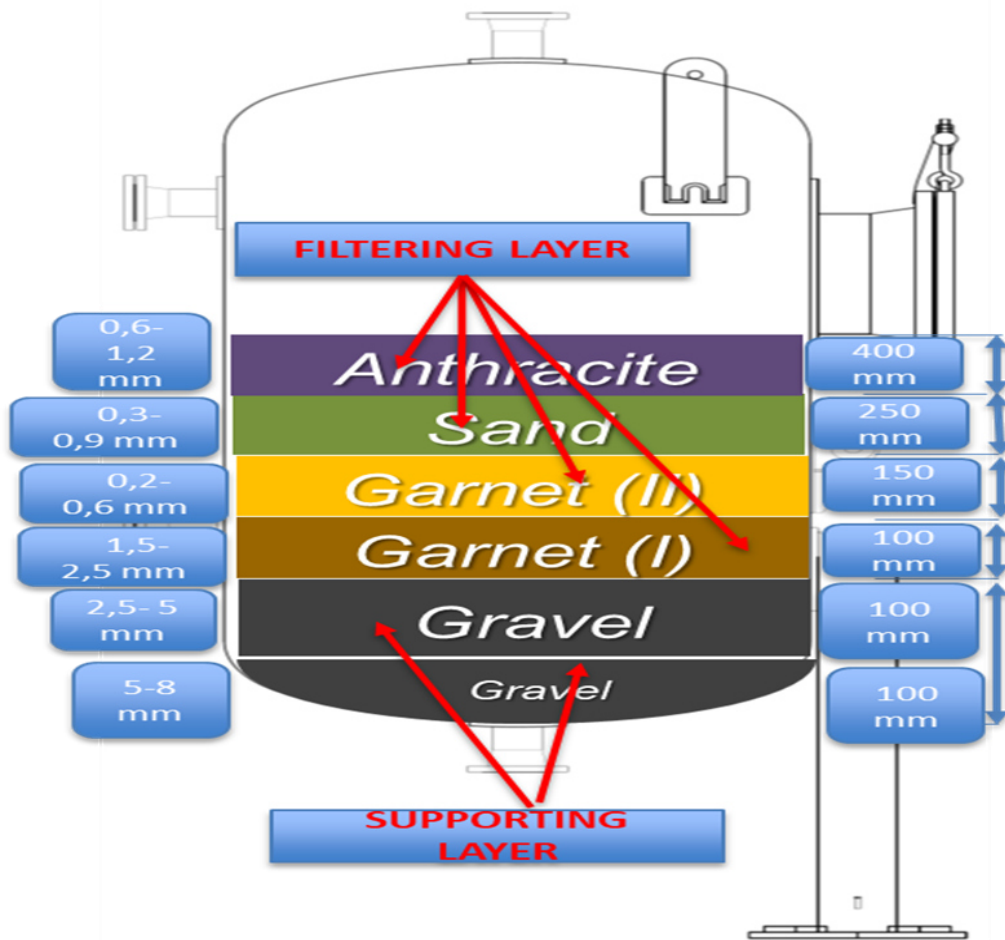 FILTERING LAYER
0,6-
1,2
mm
Anthracite
400
mm
0,3-
0,9 mm
Sand
250
mm
0,2-
0,6 mm
Garnet (II)
150
mm
1,5-
2,5 mm
Garnet (I)
100
mm
2,5- 5
mm
Gravel
100
mm
5-8
mm
Gravel
100
mm
SUPPORTING
LAYER